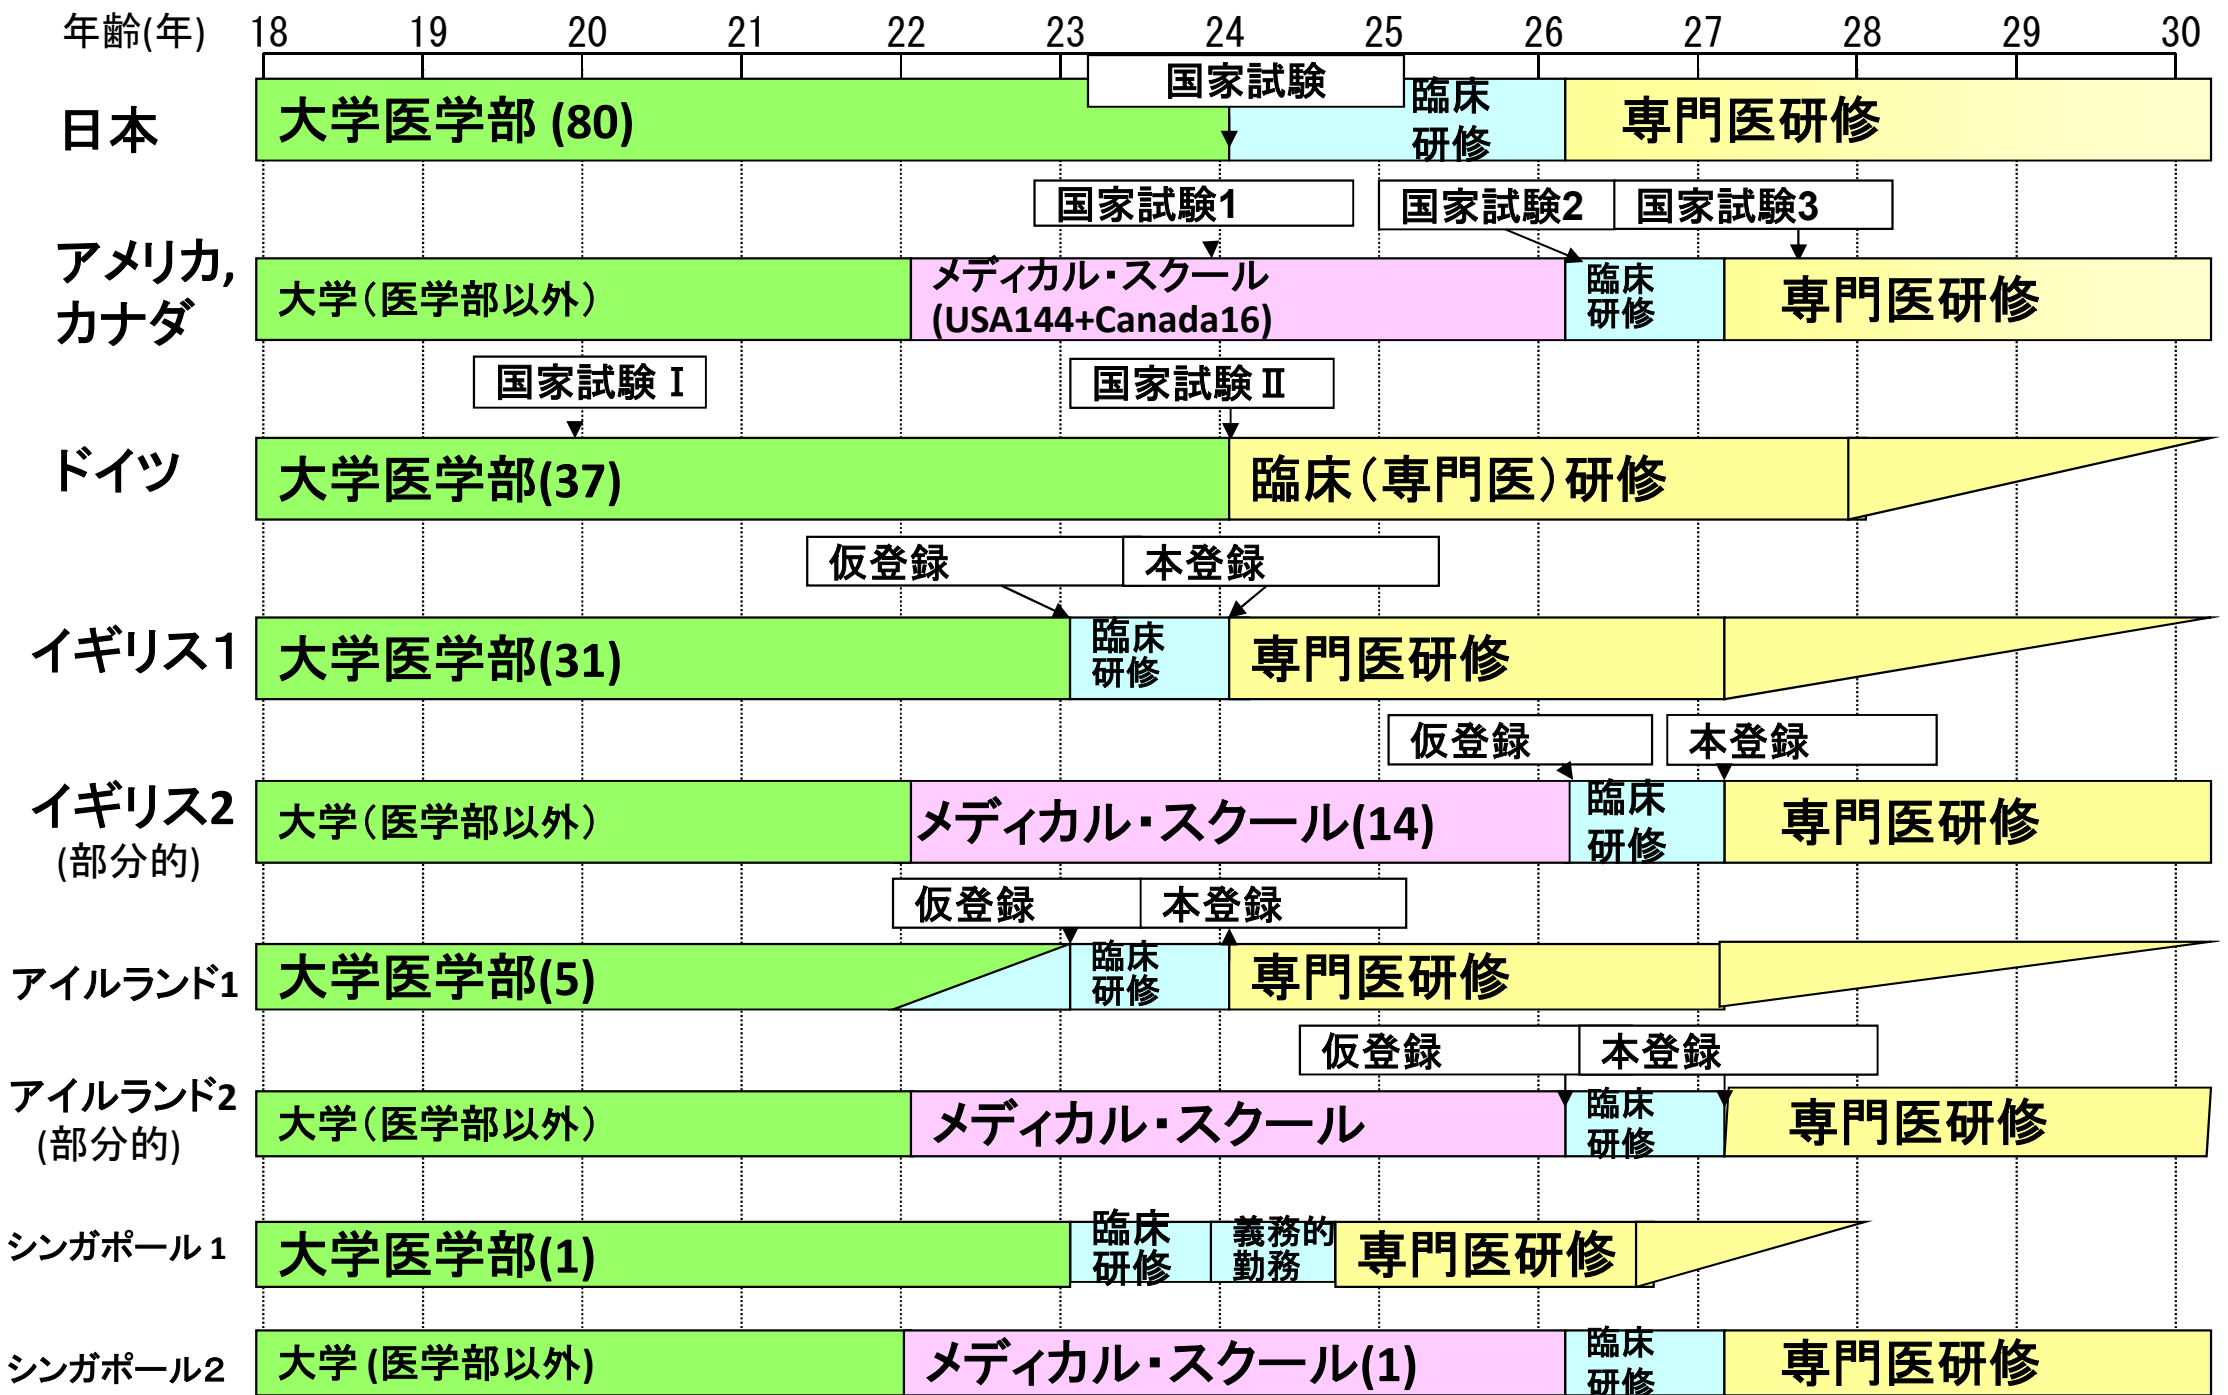 年齢(年) 18 19 20 21 22 23 24 25 26 27 28 29 30
国家試験
日本 大学医学部 (80) 臨床 専門医研修
研修
国家試験1 国家試験2 国家試験3
アメリカ, カナダ
大学（医学部以外）
メディカル・スクール
(USA144+Canada16)
臨床
研修
専門医研修
国家試験Ⅰ 国家試験Ⅱ
ドイツ 大学医学部(37) 臨床（専門医）研修
仮登録 本登録
イギリス1 大学医学部(31)
臨床
研修
専門医研修
仮登録 本登録
イギリス2
(部分的)
大学（医学部以外） メディカル・スクール(14)
臨床
研修
専門医研修
仮登録 本登録
アイルランド1 大学医学部(5)
臨床
研修
専門医研修
仮登録 本登録
アイルランド2
(部分的)
大学（医学部以外） メディカル・スクール
臨床
研修
専門医研修
シンガポール 1 大学医学部(1)
臨床
研修
義務的
勤務
専門医研修
シンガポール2 大学 (医学部以外) メディカル・スクール(1)
臨床
研修
専門医研修